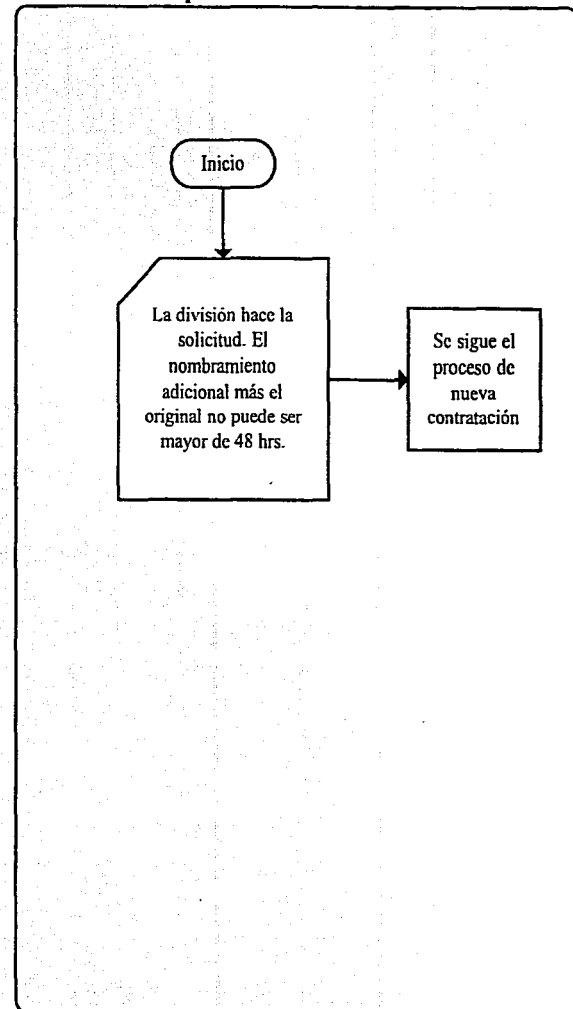 Inicio
La división hace la
solicitud. El
nombramiento
adicional más el
original no puede ser
mayor de 48 hrs.
Se sigue el
proceso de
nueva
contratación